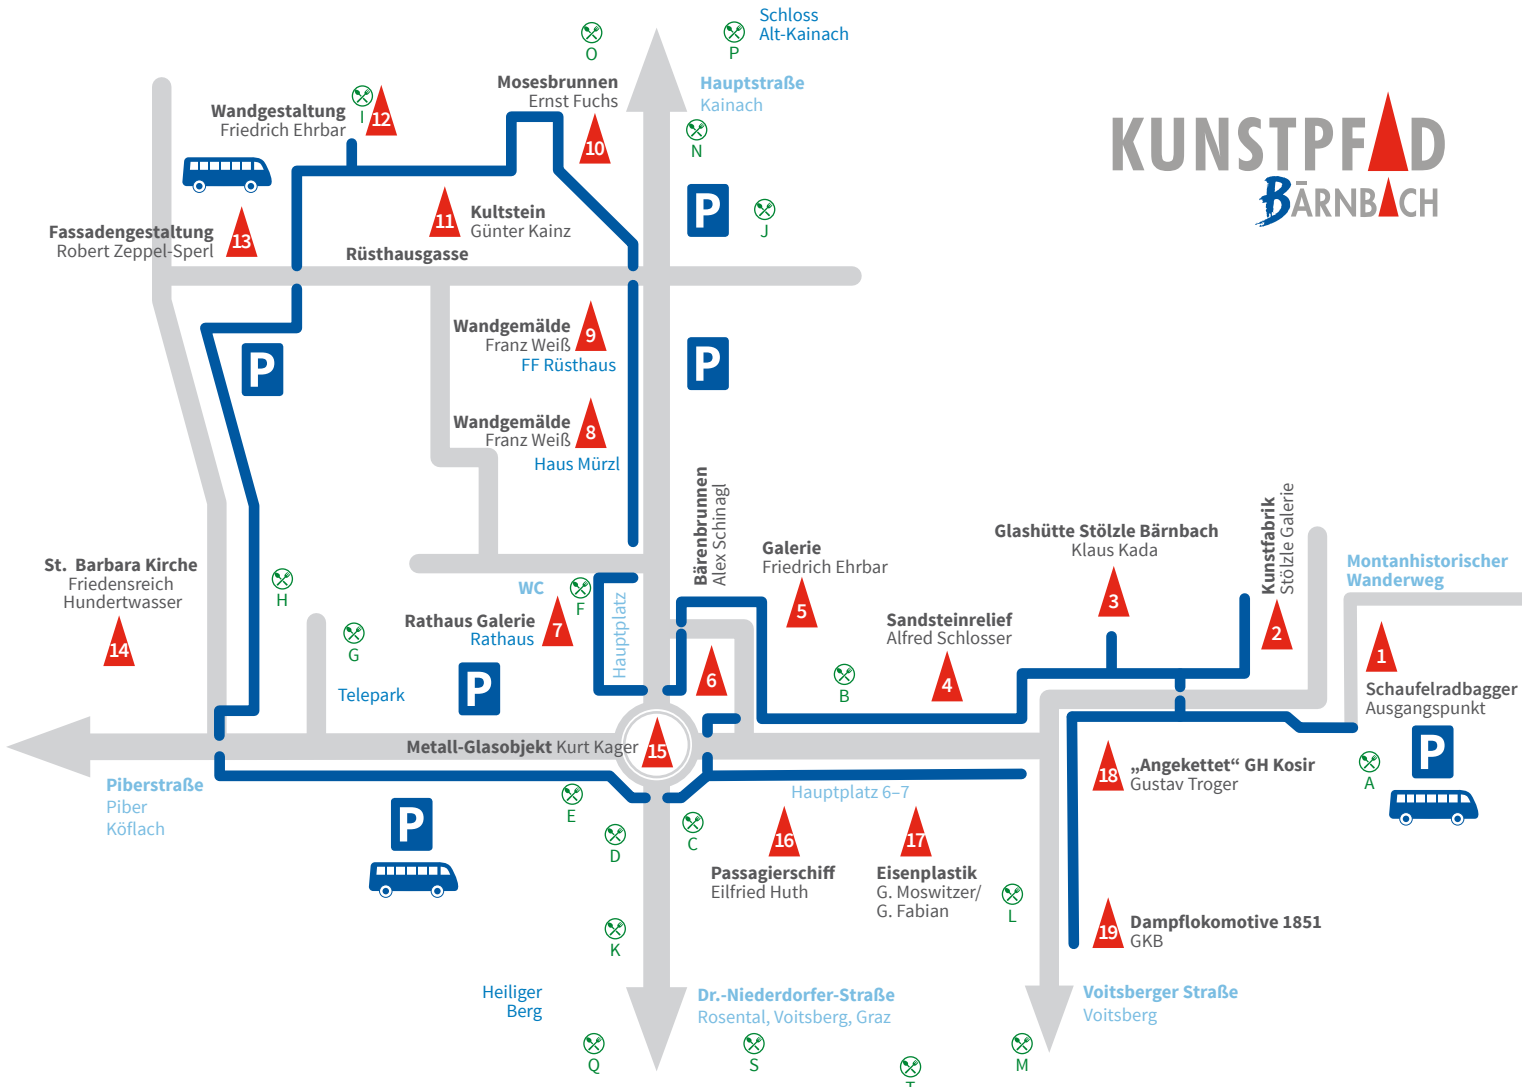 Schloss
Alt-Kainach
O
P
Hauptstraße
Kainach
Mosesbrunnen
Ernst Fuchs
10
Wandgestaltung
Friedrich Ehrbar
I
12
N
KUNSTPFAD
BÄRNBACH
P
J
11
Kultstein
Günter Kainz
Fassadengestaltung
Robert Zeppel-Sperl
13
Rüsthausgasse
Wandgemälde
Franz Weiß
FF Rüsthaus
9
P
P
Wandgemälde
Franz Weiß
Haus Mürzl
8
Bärenbrunnen
Alex Schinagl
Galerie
Friedrich Ehrbar
5
Glashütte Stölzle Bärnbach
Klaus Kada
3
Kunstfabrik
Stölzle Galerie
2
Montanhistorischer
Wanderweg
St. Barbara Kirche
Friedensreich
Hundertwasser
14
H
WC
F
Rathaus Galerie
Rathaus
7
Hauptplatz
G
Telepark
P
6
B
Sandsteinrelief
Alfred Schlosser
4
1
Schaufelradbagger
Ausgangspunkt
P
A
Metall-Glasobjekt Kurt Kager
15
Piberstraße
Piber
Köflach
P
E
D
C
Hauptplatz 6–7
16
Passagierschiff
Eilfried Huth
17
Eisenplastik
G. Moswitzer/
G. Fabian
L
18
„Angekettet“ GH Kosir
Gustav Troger
19
Dampflokomotive 1851
GKB
K
Heiliger
Berg
Dr.-Niederdorfer-Straße
Rosental, Voitsberg, Graz
Voitsberger Straße
Voitsberg
Q
S
T
M